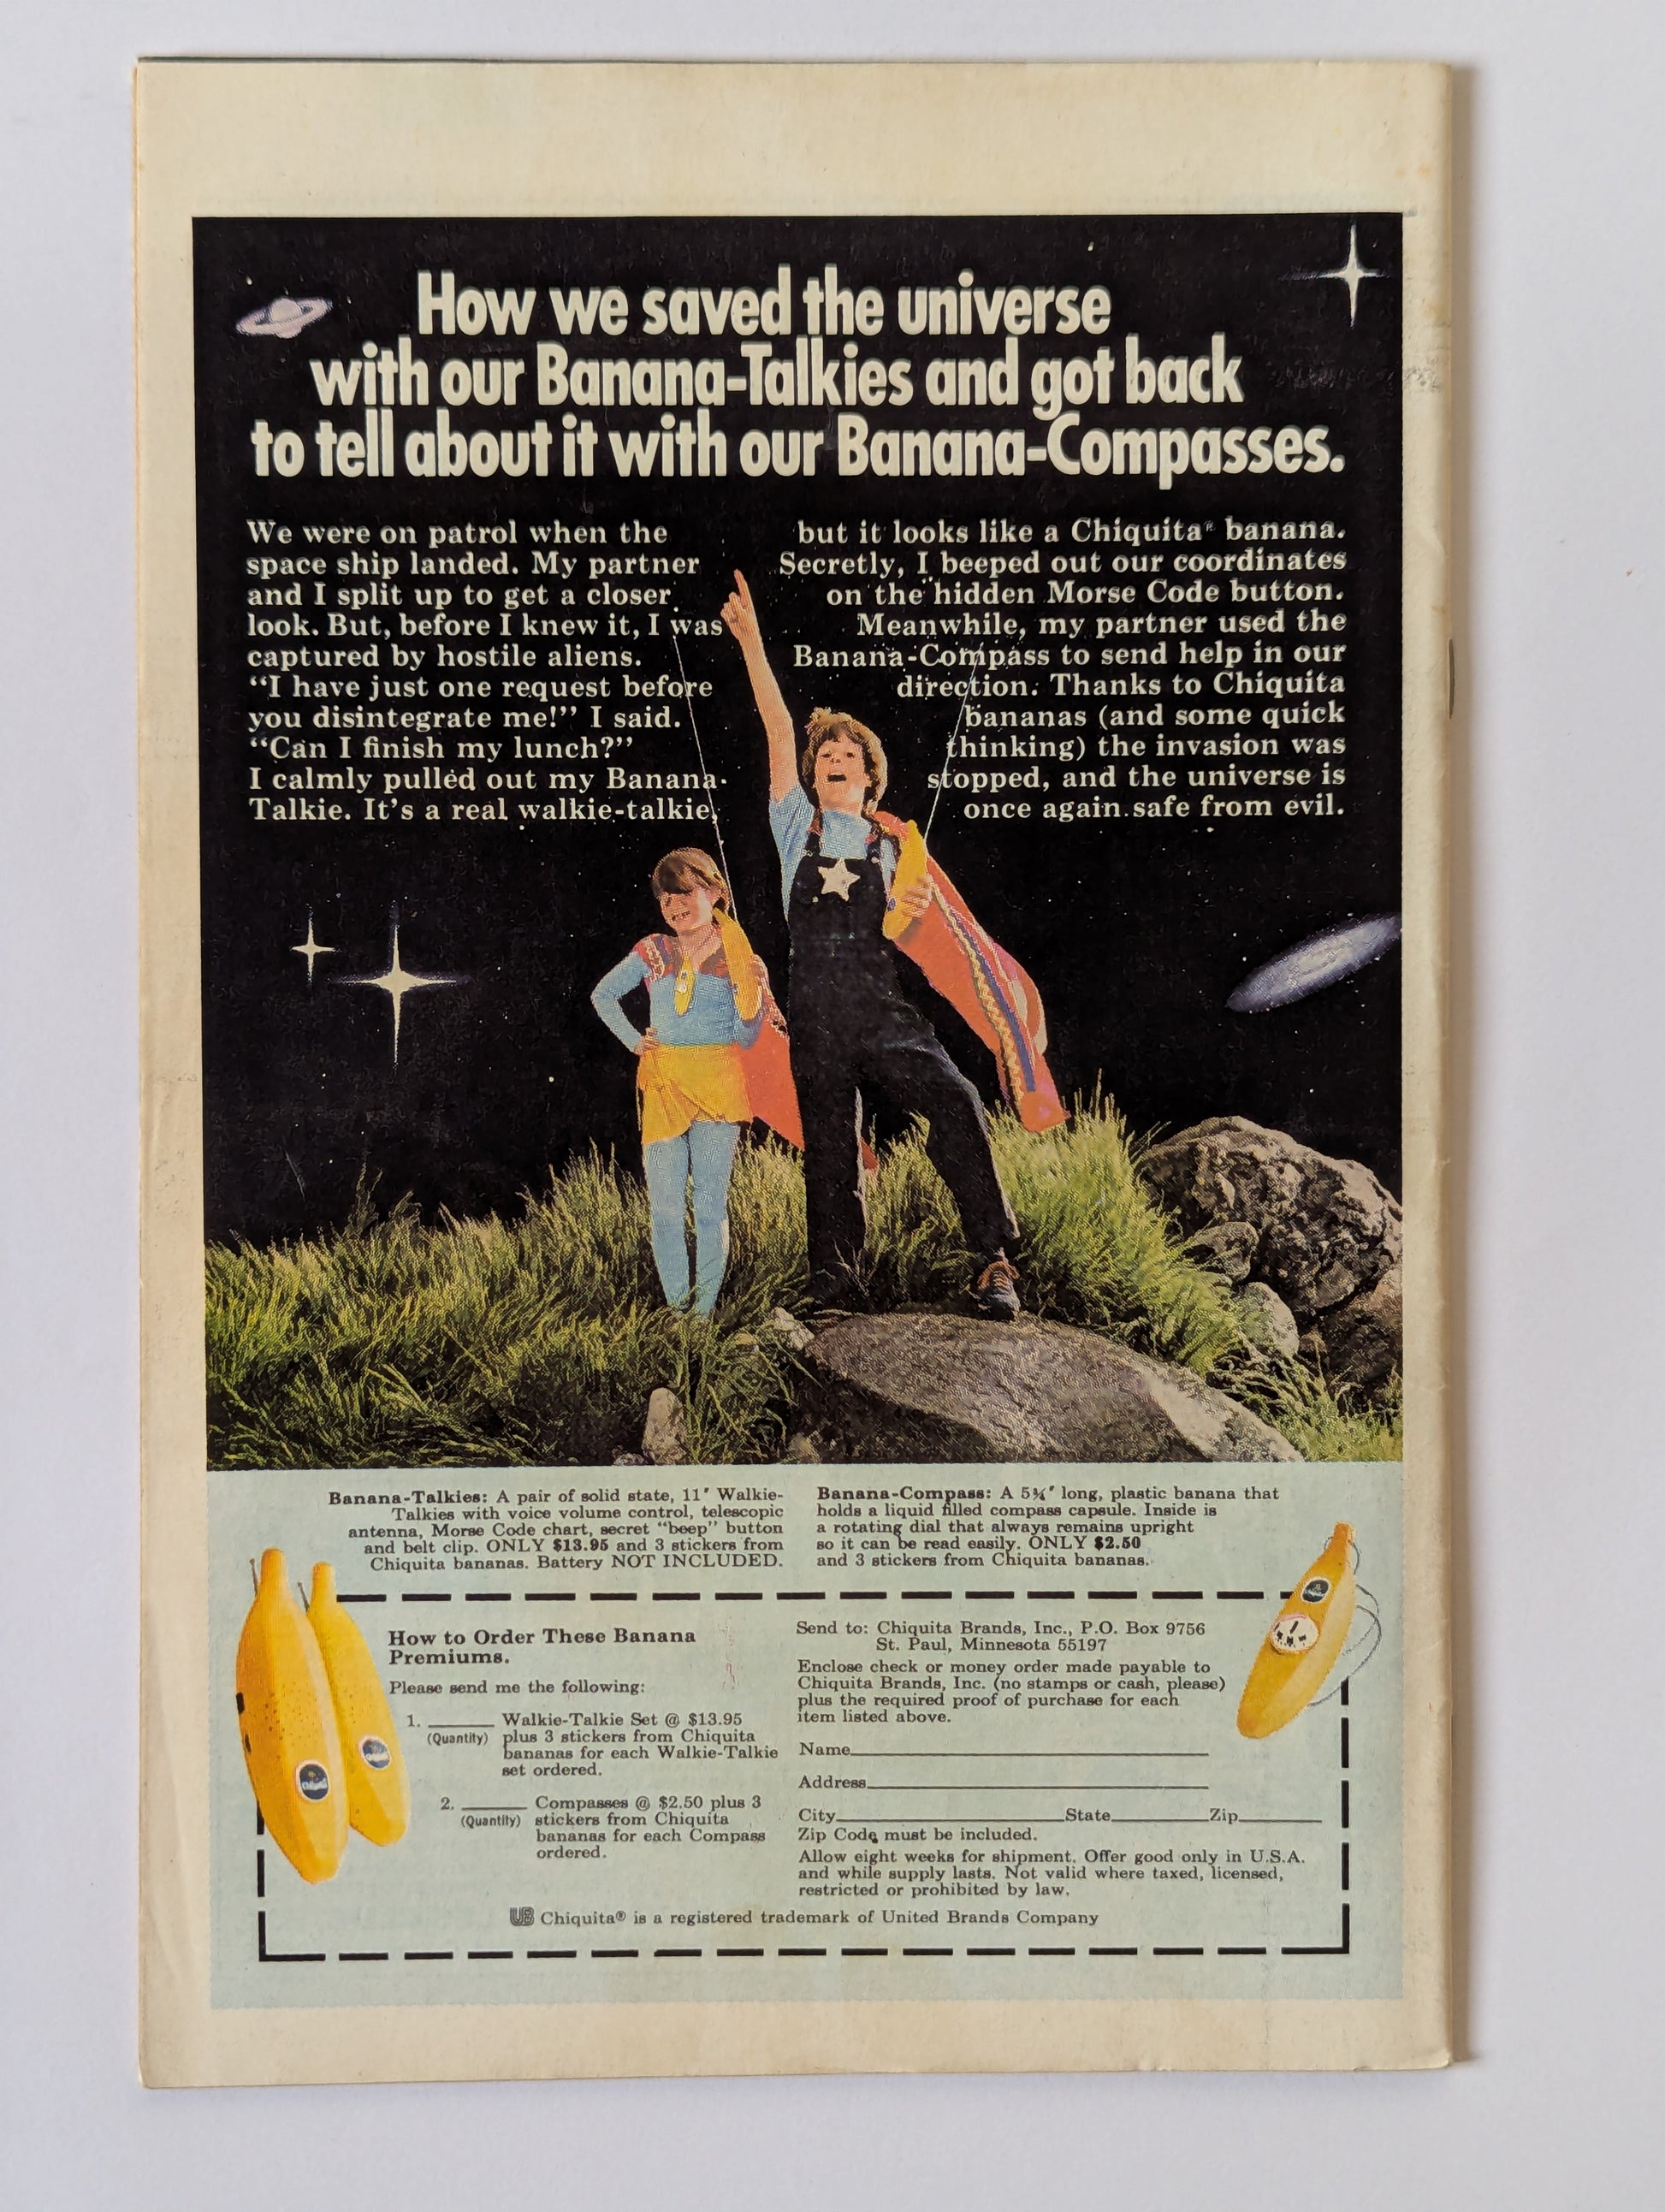 How we saved the universe
with our Banana-Talkies and got back
to tell about it with our Banana-Compasses.
We were on patrol when the
space ship landed. My partner
and I split up to get a closer
look. But, before I knew it, I was
captured by hostile aliens.
“I have just one request before
you disintegrate me!” I said.
“Can I finish my lunch?”
I calmly pulled out my Banana-
Talkie. It's a real walkie-talkie,
but it looks like a Chiquita® banana.
Secretly, I beeped out our coordinates
on the hidden Morse Code button.
Meanwhile, my partner used the
Banana-Compass to send help in our
direction. Thanks to Chiquita
bananas (and some quick
thinking) the invasion was
stopped, and the universe is
once again safe from evil.
Banana-Talkies: A pair of solid state, 11" Walkie-
Talkies with voice volume control, telescopic
antenna, Morse Code chart, secret “beep” button
and belt clip. ONLY $13.95 and 3 stickers from
Chiquita bananas. Battery NOT INCLUDED.
Banana-Compass: A 5¾" long, plastic banana that
holds a liquid filled compass capsule. Inside is
a rotating dial that always remains upright
so it can be read easily. ONLY $2.50
and 3 stickers from Chiquita bananas.
How to Order These Banana
Premiums.
Please send me the following:
1. ______ Walkie-Talkie Set @ $13.95
(Quantity) plus 3 stickers from Chiquita
bananas for each Walkie-Talkie
set ordered.
2. ______ Compasses @ $2.50 plus 3
(Quantity) stickers from Chiquita
bananas for each Compass
ordered.
Send to: Chiquita Brands, Inc., P.O. Box 9756
St. Paul, Minnesota 55197
Enclose check or money order made payable to
Chiquita Brands, Inc. (no stamps or cash, please)
plus the required proof of purchase for each
item listed above.
Name
Address
City State Zip
Zip Code must be included.
Allow eight weeks for shipment. Offer good only in U.S.A.
and while supply lasts. Not valid where taxed, licensed,
restricted or prohibited by law.
UB Chiquita® is a registered trademark of United Brands Company
Chiquita
Chiquita
Chiquita